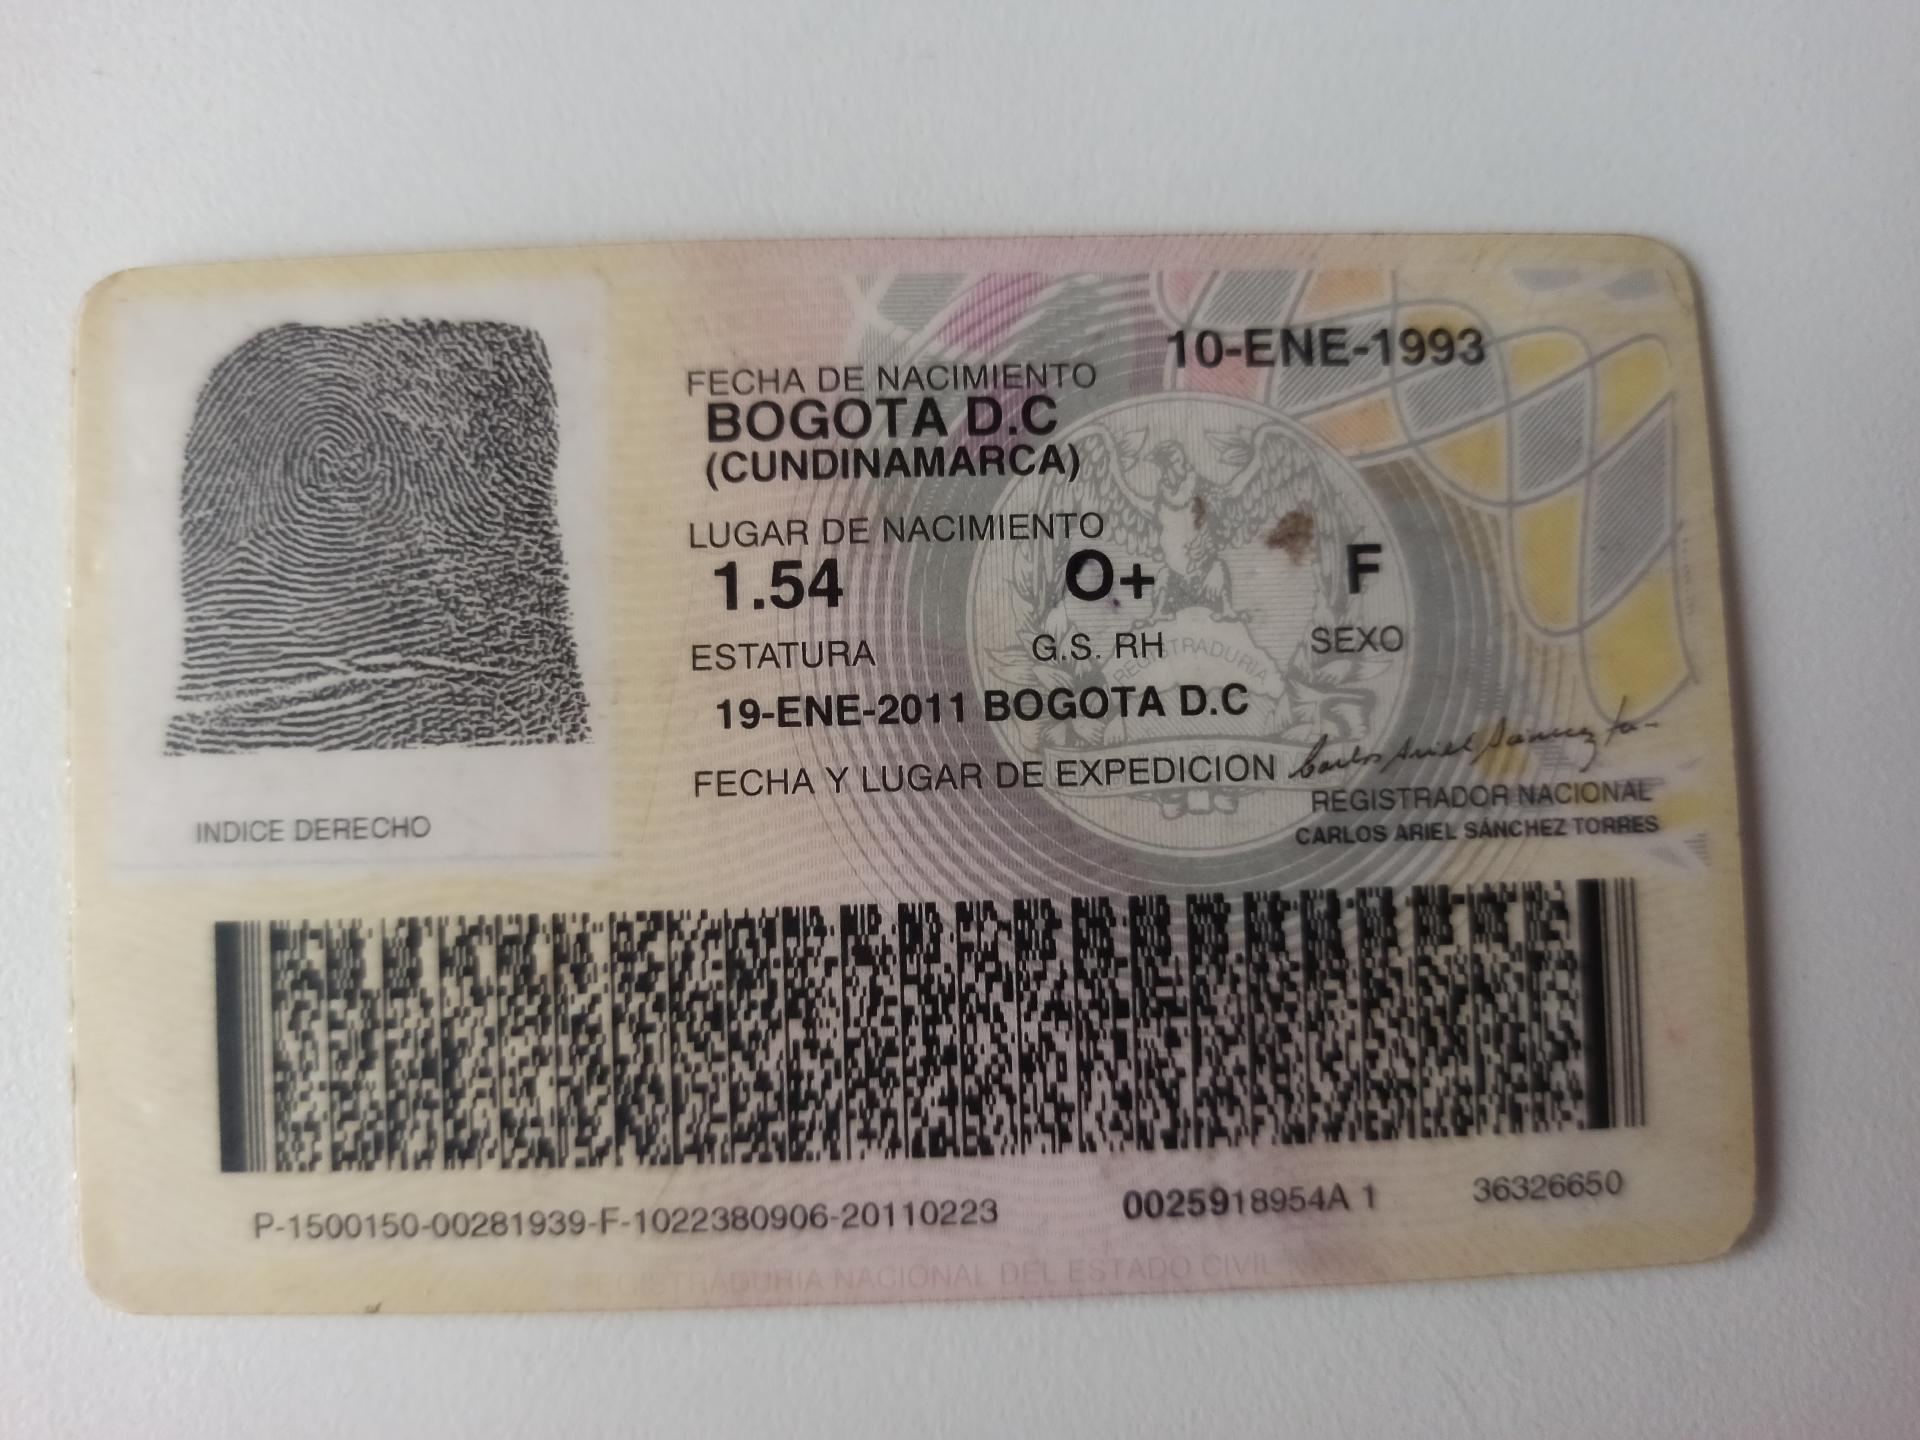 10-ENE-1993
FECHA DE NACIMIENTO
BOGOTA D.C
(CUNDINAMARCA)
LUGAR DE NACIMIENTO
1.54 O+ F
ESTATURA G.S. RH SEXO
19-ENE-2011 BOGOTA D.C
FECHA Y LUGAR DE EXPEDICION
Carlos Ariel Sánchez
REGISTRADOR NACIONAL
CARLOS ARIEL SÁNCHEZ TORRES
INDICE DERECHO
REGISTRADURIA
P-1500150-00281939-F-1022380906-20110223 0025918954A 1 36326650
REGISTRADURIA NACIONAL DEL ESTADO CIVIL